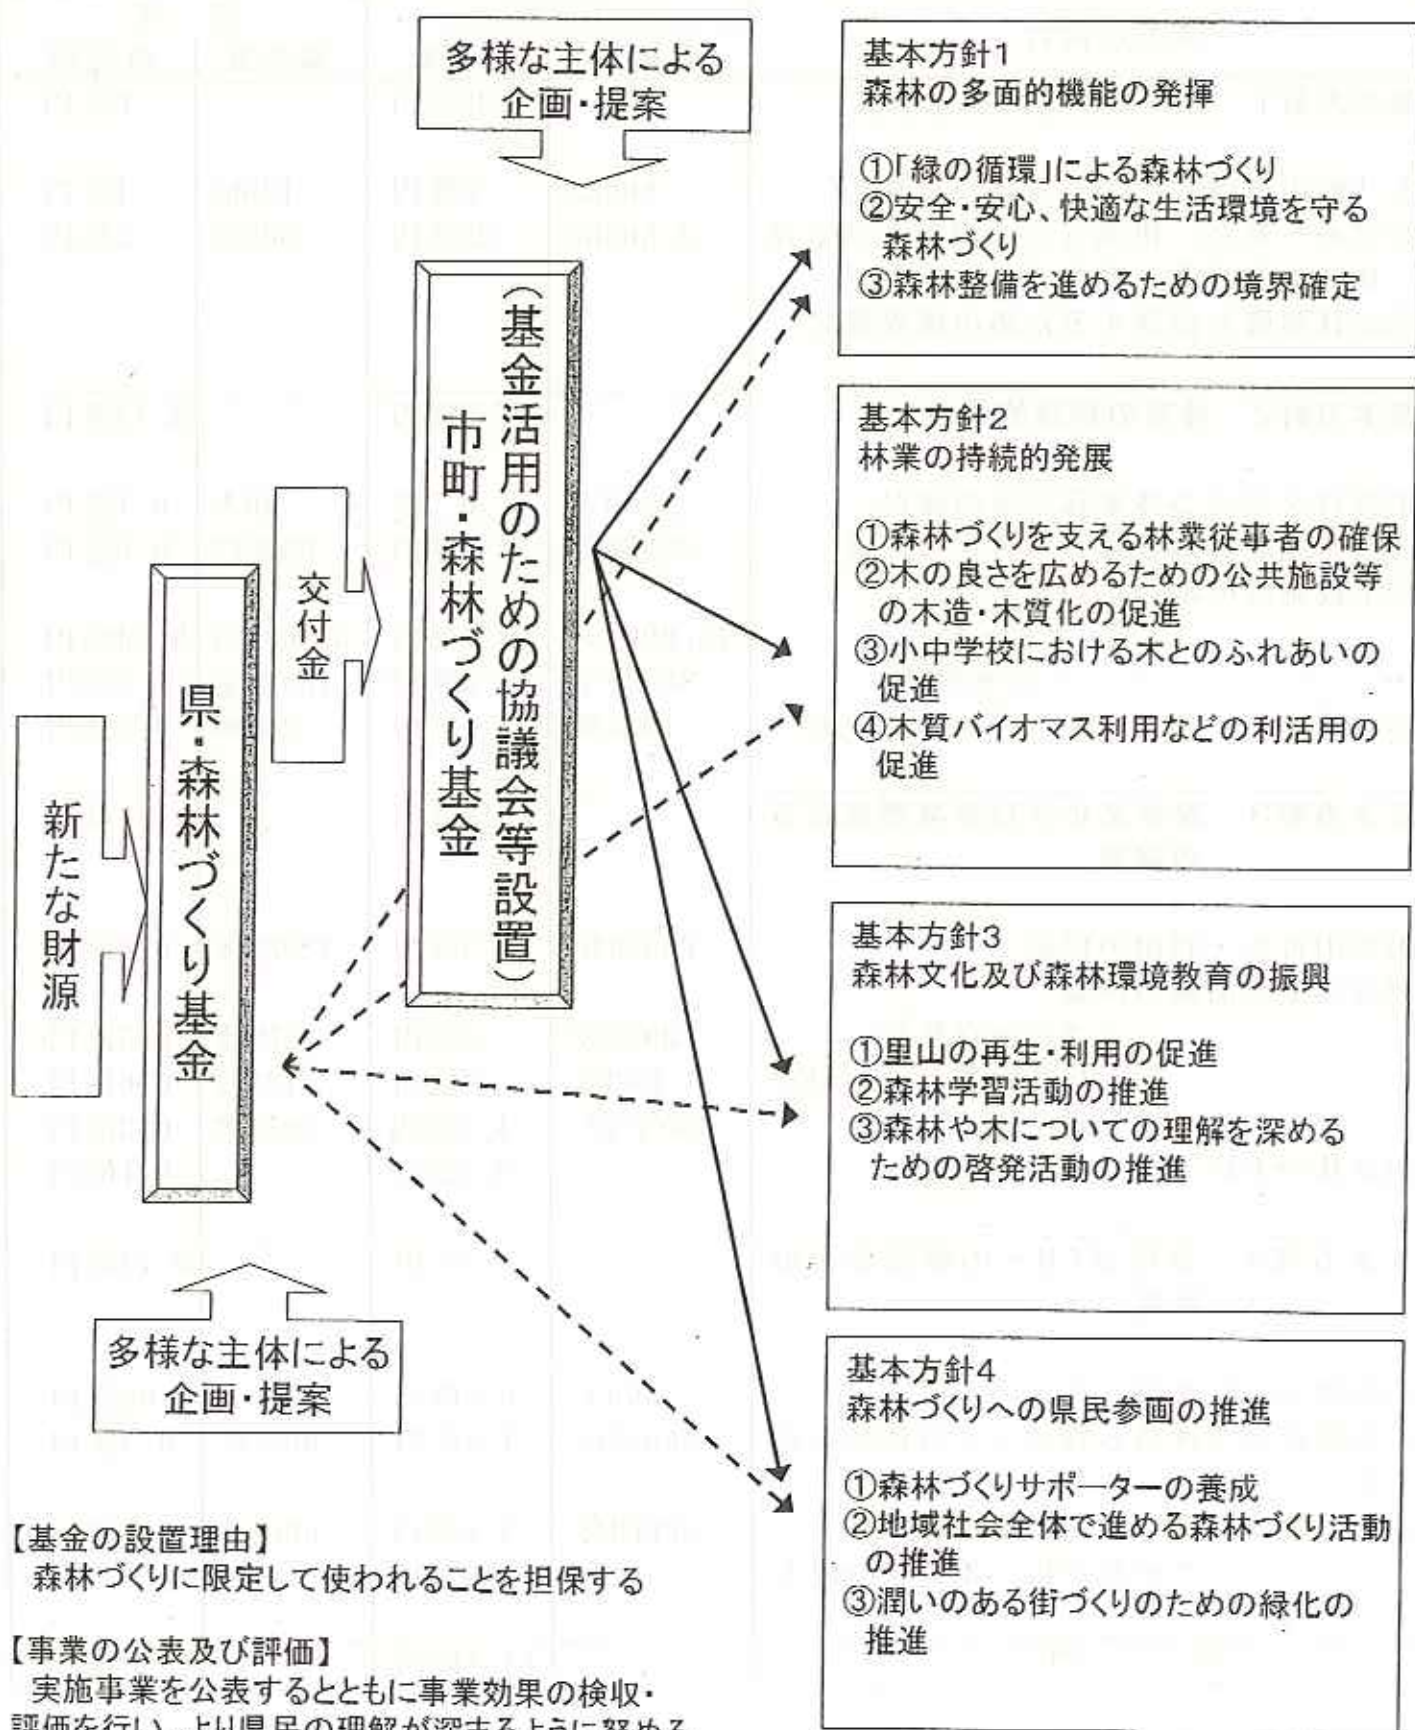 多様な主体による
企画・提案
(基金活用のための協議会等設置)
市町・森林づくり基金
交付金
県・森林づくり基金
新たな財源
多様な主体による
企画・提案
基本方針1
森林の多面的機能の発揮
①「緑の循環」による森林づくり
②安全・安心、快適な生活環境を守る
森林づくり
③森林整備を進めるための境界確定
基本方針2
林業の持続的発展
①森林づくりを支える林業従事者の確保
②木の良さを広めるための公共施設等
の木造・木質化の促進
③小中学校における木とのふれあいの
促進
④木質バイオマス利用などの利活用の
促進
基本方針3
森林文化及び森林環境教育の振興
①里山の再生・利用の促進
②森林学習活動の推進
③森林や木についての理解を深める
ための啓発活動の推進
基本方針4
森林づくりへの県民参画の推進
①森林づくりサポーターの養成
②地域社会全体で進める森林づくり活動
の推進
③潤いのある街づくりのための緑化の
推進
【基金の設置理由】
森林づくりに限定して使われることを担保する
【事業の公表及び評価】
実施事業を公表するとともに事業効果の検収・
評価を行い、より県民の理解が深まるように努める